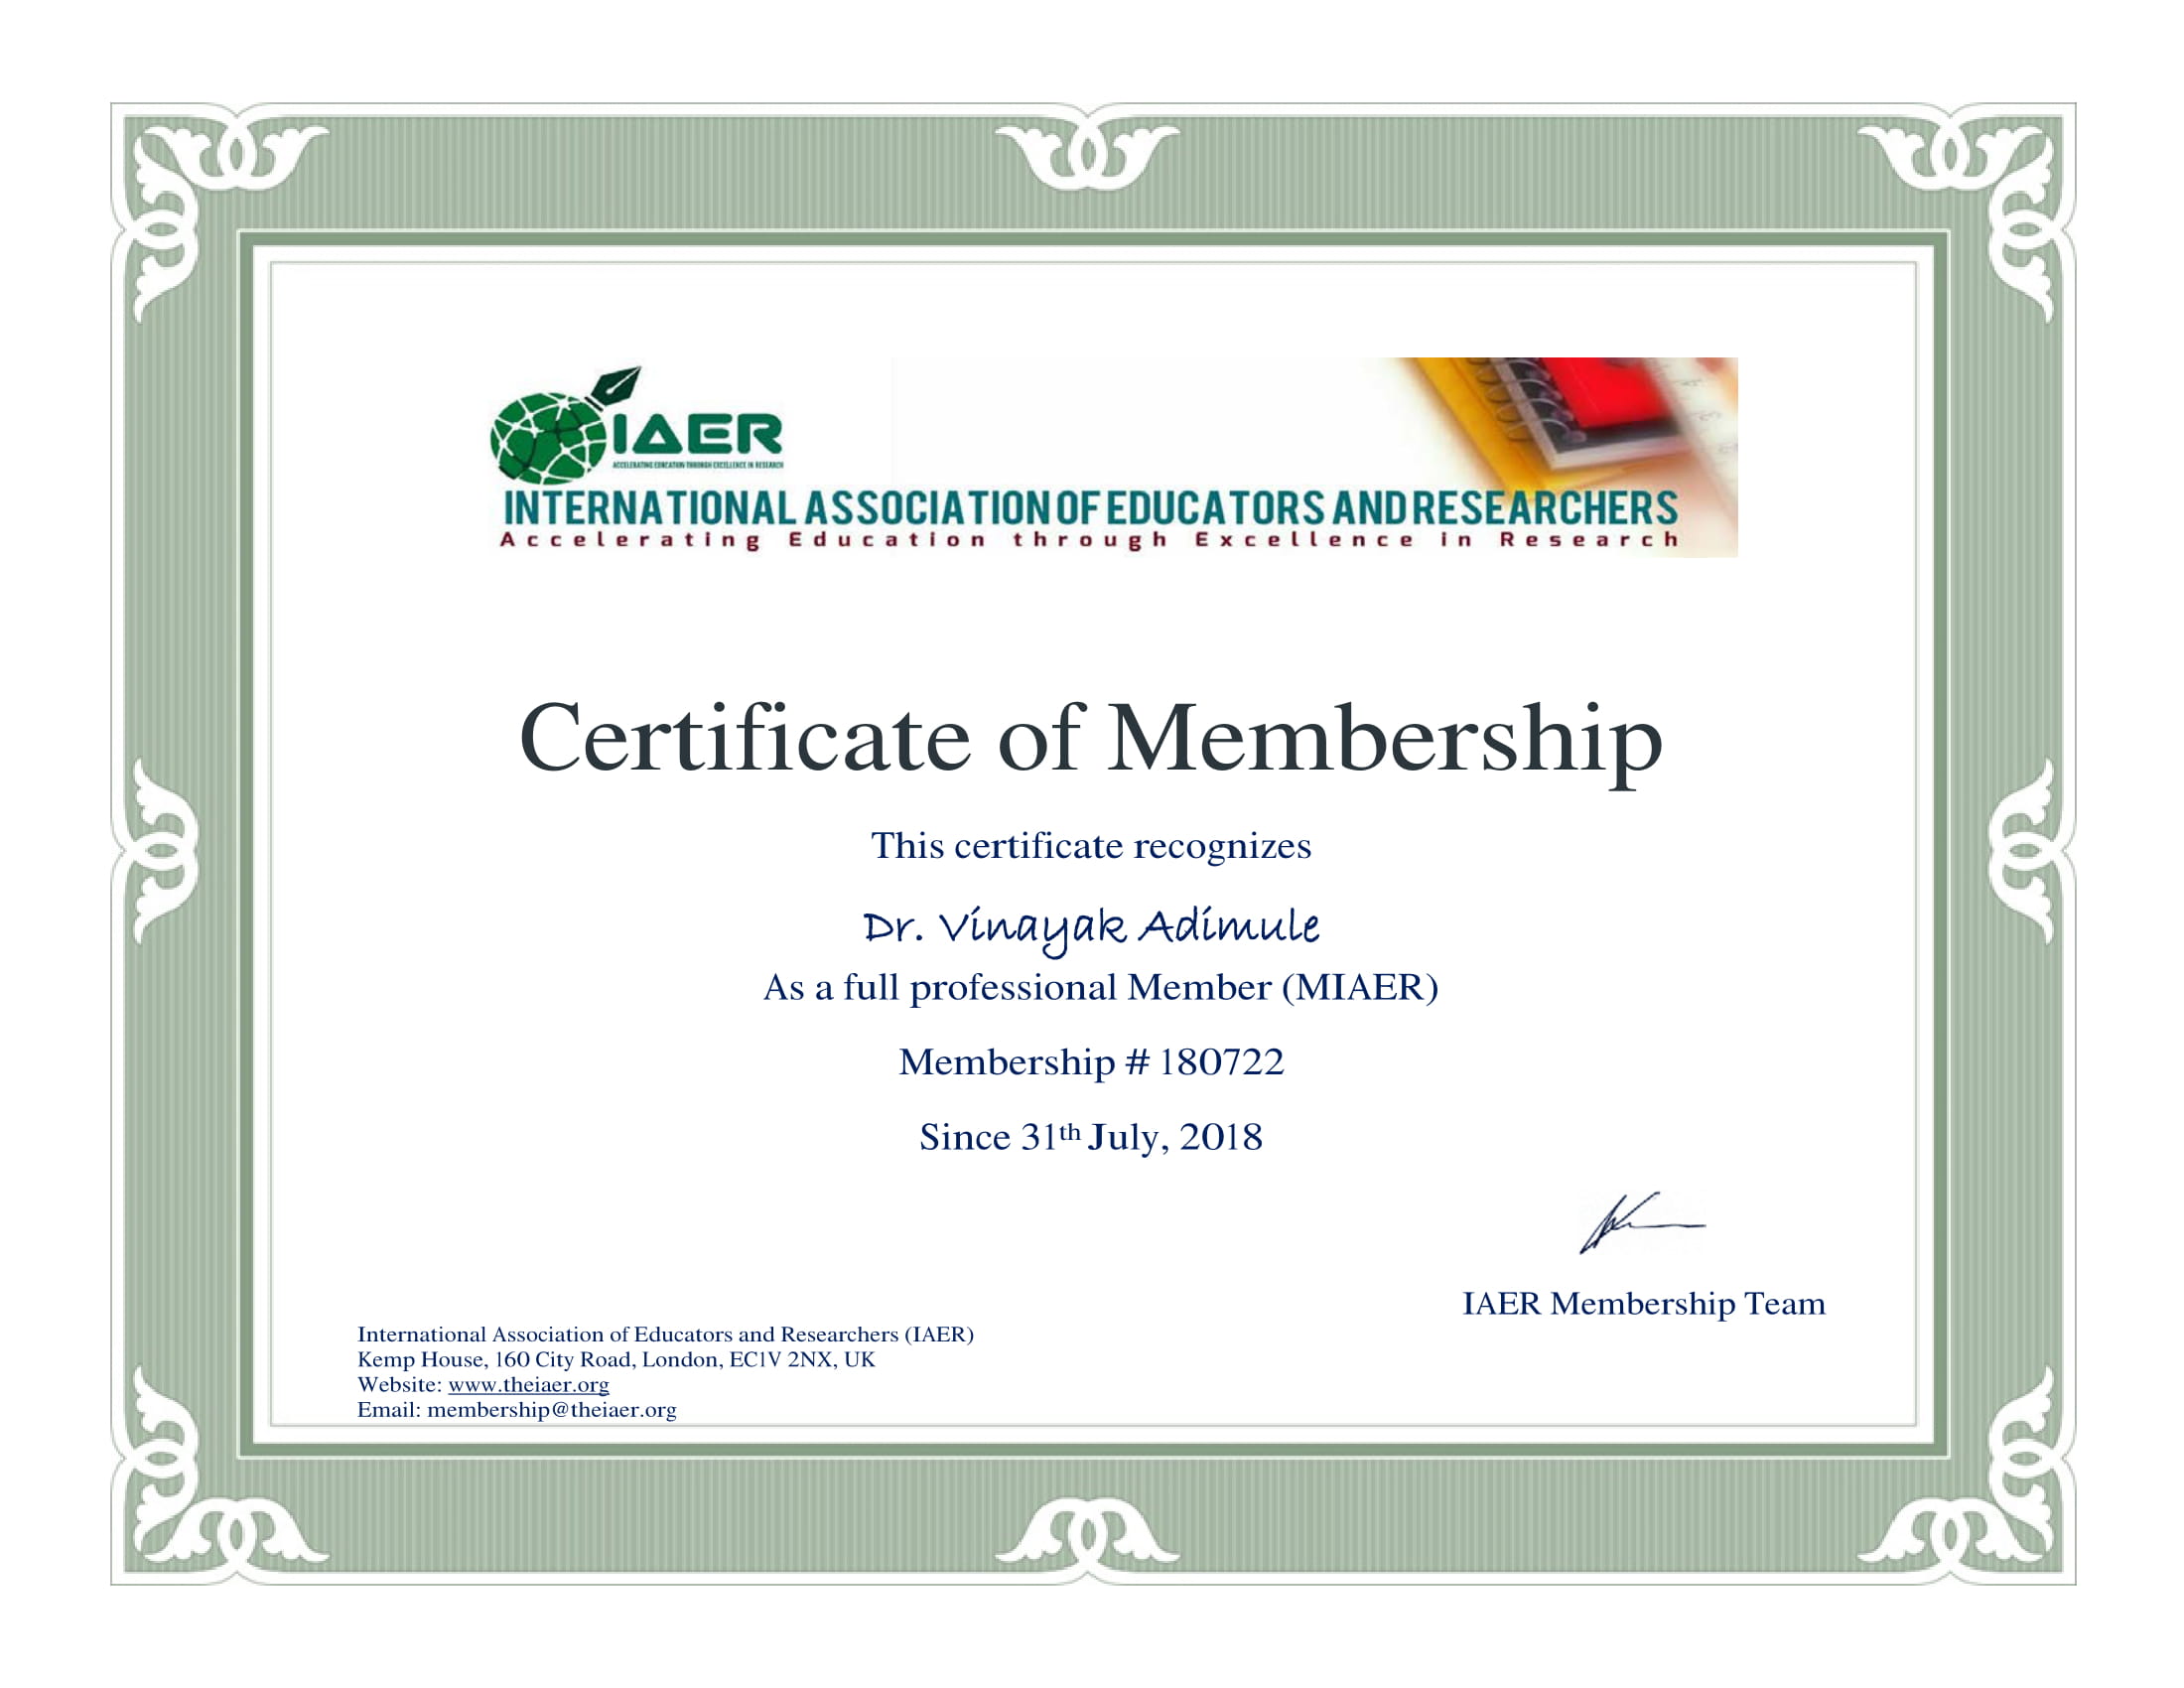 IAER
ACCELERATING EDUCATION THROUGH EXCELLENCE IN RESEARCH
INTERNATIONAL ASSOCIATION OF EDUCATORS AND RESEARCHERS
Accelerating Education through Excellence in Research
Certificate of Membership
This certificate recognizes
Dr. Vinayak Adimule
As a full professional Member (MIAER)
Membership # 180722
Since 31th July, 2018
IAER Membership Team
International Association of Educators and Researchers (IAER)
Kemp House, 160 City Road, London, EC1V 2NX, UK
Website: www.theiaer.org
Email: membership@theiaer.org